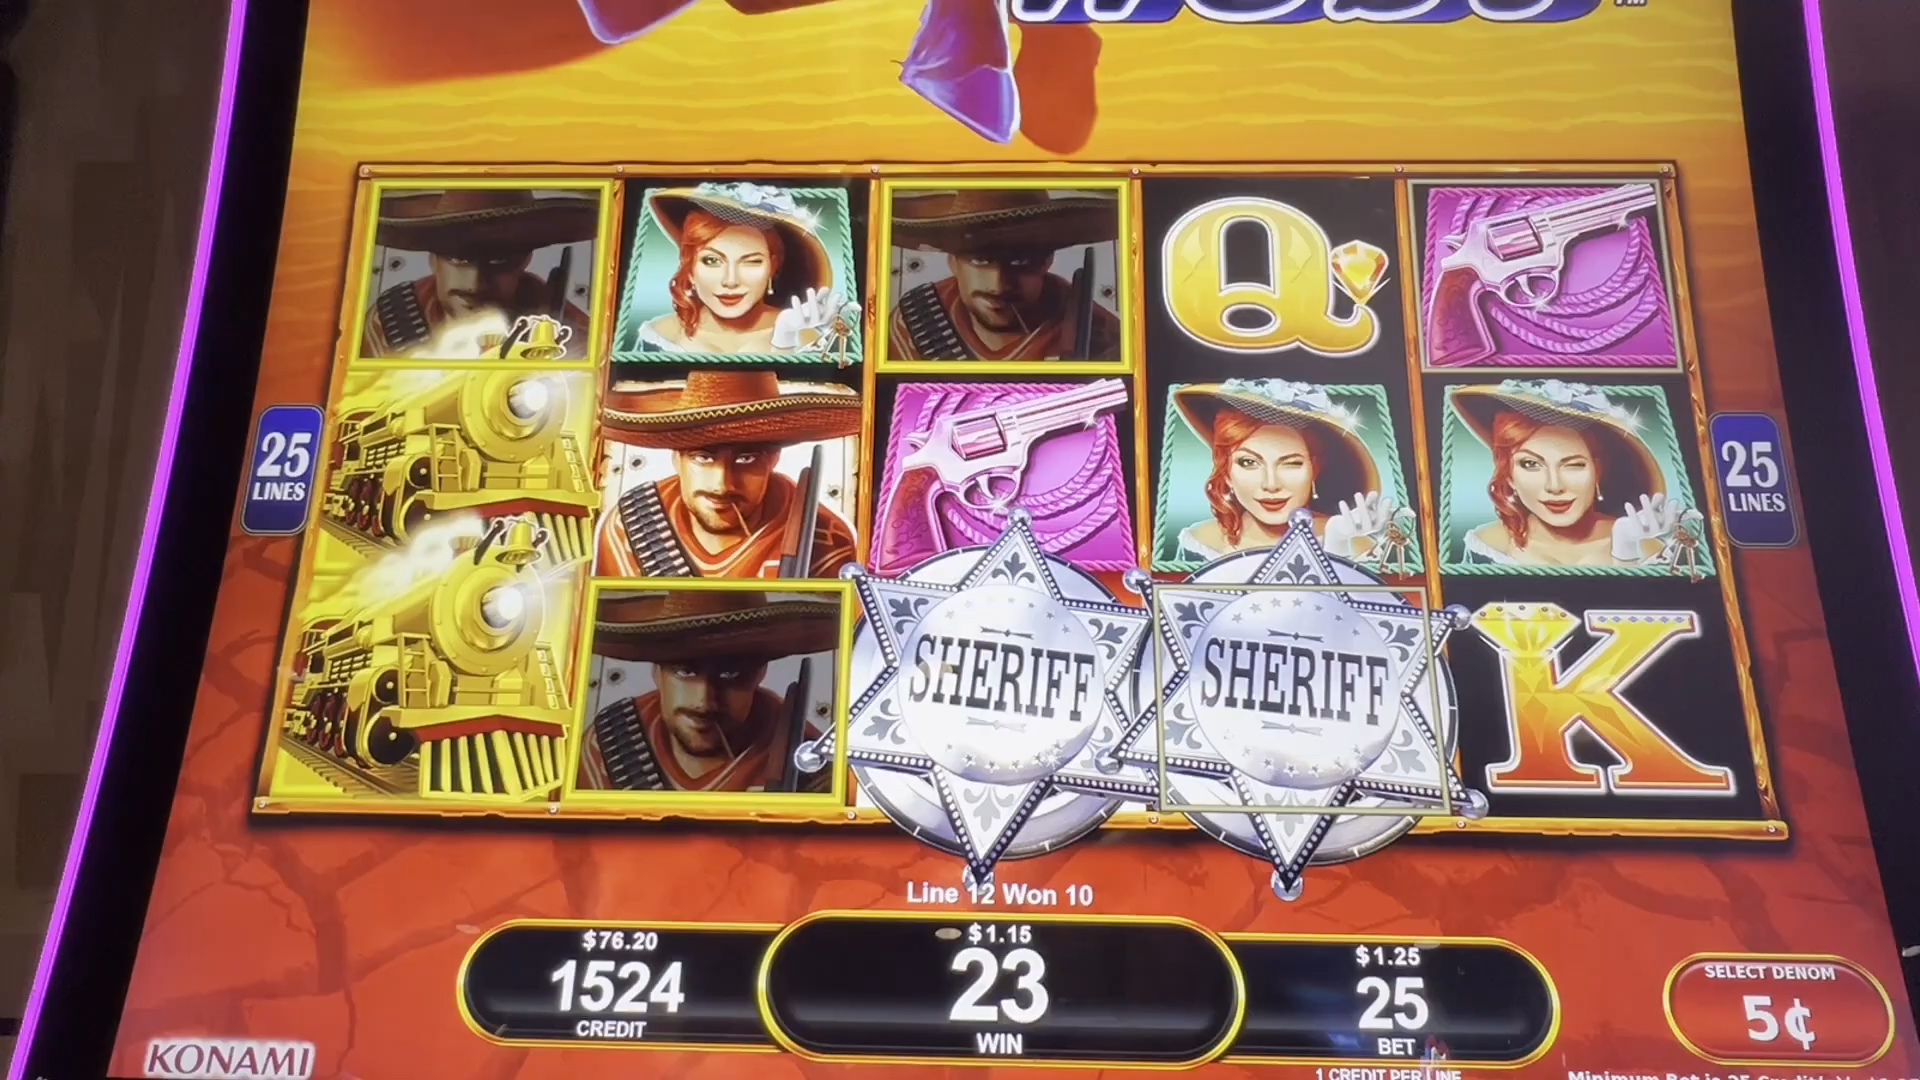 TM
Q
25
LINES
25
LINES
SHERIFF
SHERIFF
K
Line 12 Won 10
$76.20
1524
CREDIT
$1.15
23
WIN
$1.25
25
BET
SELECT DENOM
5¢
KONAMI
1 CREDIT PER LINE